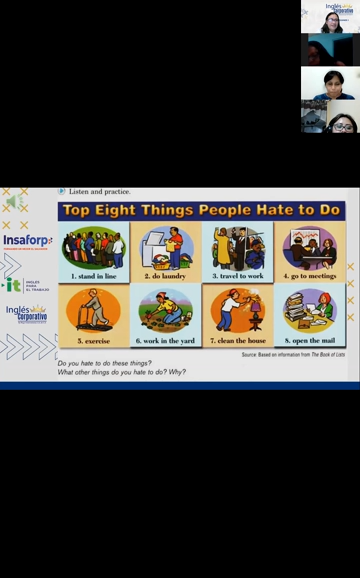 Inglés
Corporativo
Listen and practice.
Top Eight Things People Hate to Do
1. stand in line
2. do laundry
3. travel to work
4. go to meetings
5. exercise
6. work in the yard
7. clean the house
8. open the mail
Source: Based on information from The Book of Lists
Do you hate to do these things?
What other things do you hate to do? Why?
Insaforp
it
INGLÉS
PARA
EL TRABAJO
Inglés
Corporativo